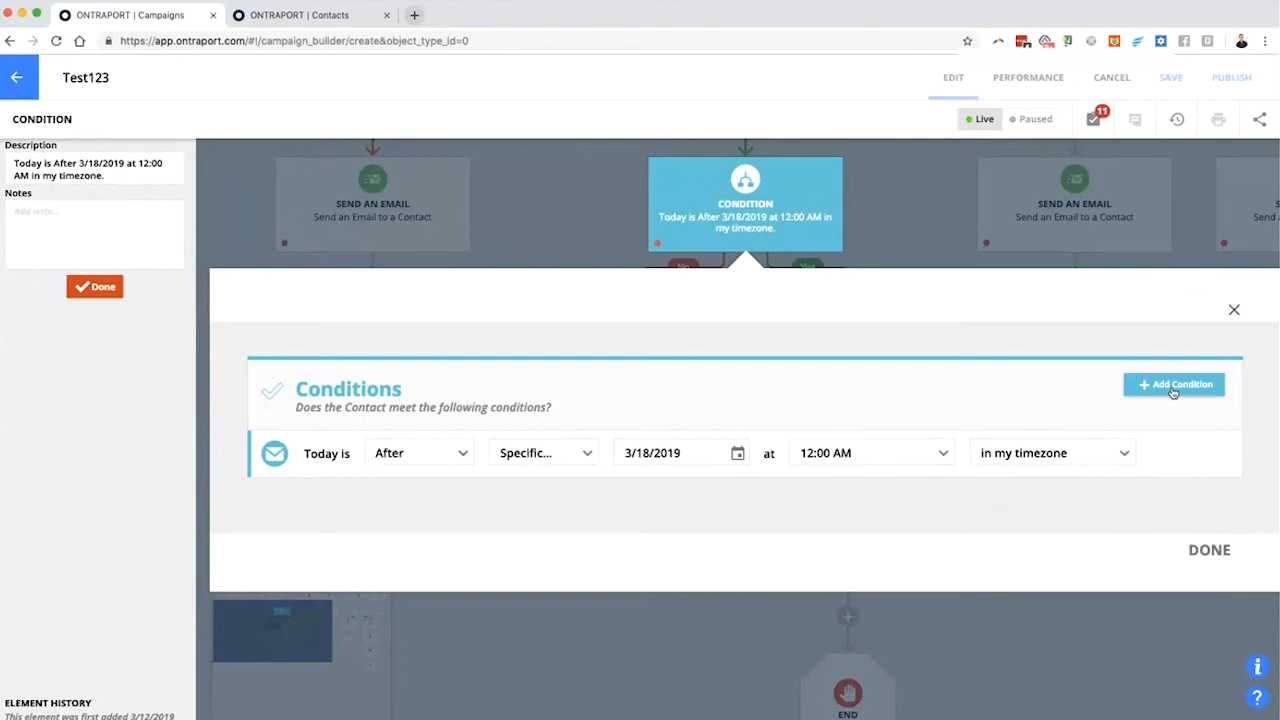 ONTRAPORT | Campaigns
ONTRAPORT | Contacts
https://app.ontraport.com/#!/campaign_builder/create&object_type_id=0
Test123
EDIT
PERFORMANCE
CANCEL
SAVE
PUBLISH
CONDITION
Live
Paused
11
Description
Today is After 3/18/2019 at 12:00
AM in my timezone.
Notes
Add note...
Done
SEND AN EMAIL
Send an Email to a Contact
CONDITION
Today is After 3/18/2019 at 12:00 AM in
my timezone.
SEND AN EMAIL
Send an Email to a Contact
SEND
Send a
No
Yes
Conditions
Does the Contact meet the following conditions?
+ Add Condition
Today is
After
Specific...
3/18/2019
at
12:00 AM
in my timezone
DONE
END
ELEMENT HISTORY
This element was first added 3/12/2019